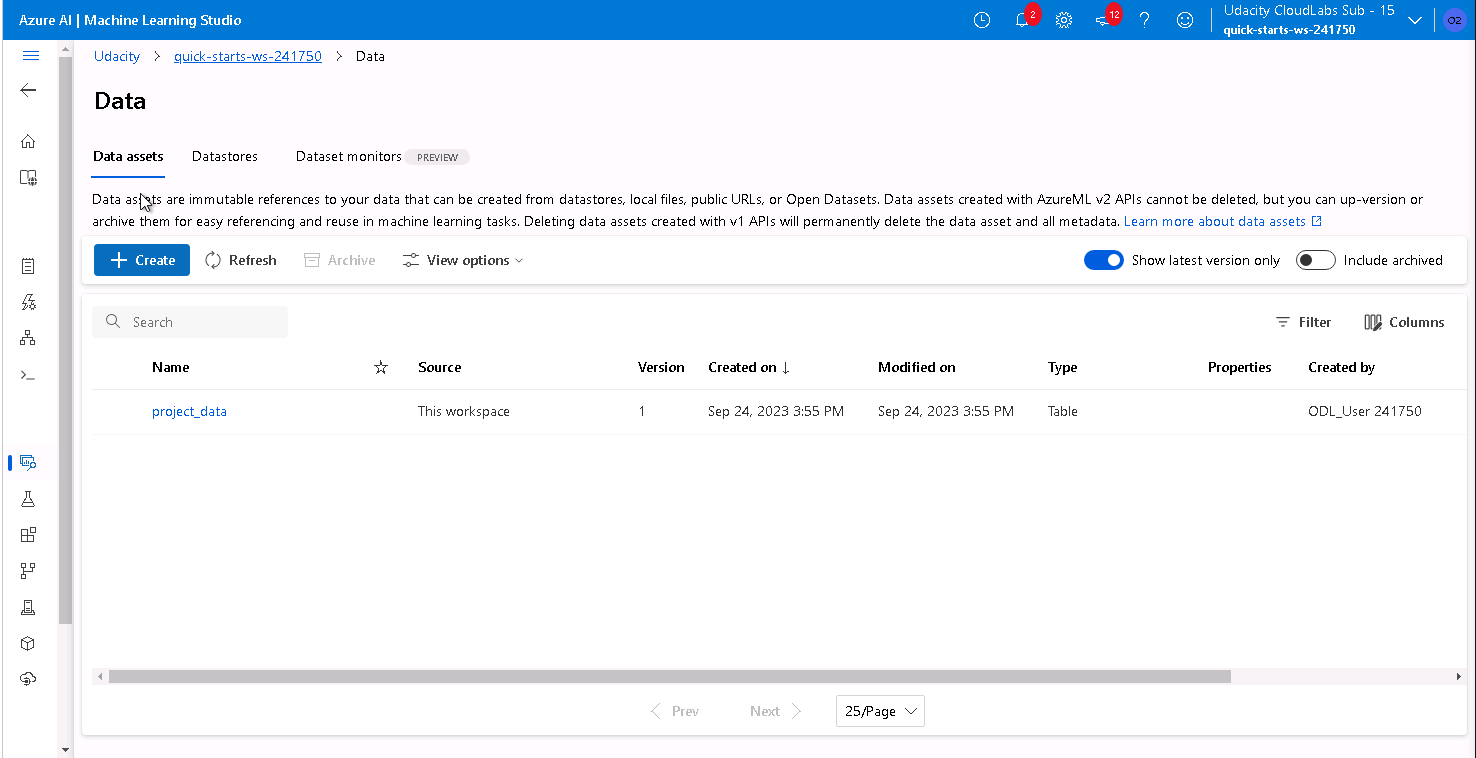 Azure AI | Machine Learning Studio
2
12
Udacity CloudLabs Sub - 15
quick-starts-ws-241750
O2
Udacity > quick-starts-ws-241750 > Data
Data
Data assets Datastores Dataset monitors PREVIEW
Data assets are immutable references to your data that can be created from datastores, local files, public URLs, or Open Datasets. Data assets created with AzureML v2 APIs cannot be deleted, but you can up-version or
archive them for easy referencing and reuse in machine learning tasks. Deleting data assets created with v1 APIs will permanently delete the data asset and all metadata. Learn more about data assets
Create Refresh Archive View options Show latest version only Include archived
Search Filter Columns
Name Source Version Created on ↓ Modified on Type Properties Created by
project_data This workspace 1 Sep 24, 2023 3:55 PM Sep 24, 2023 3:55 PM Table ODL_User 241750
Prev Next 25/Page